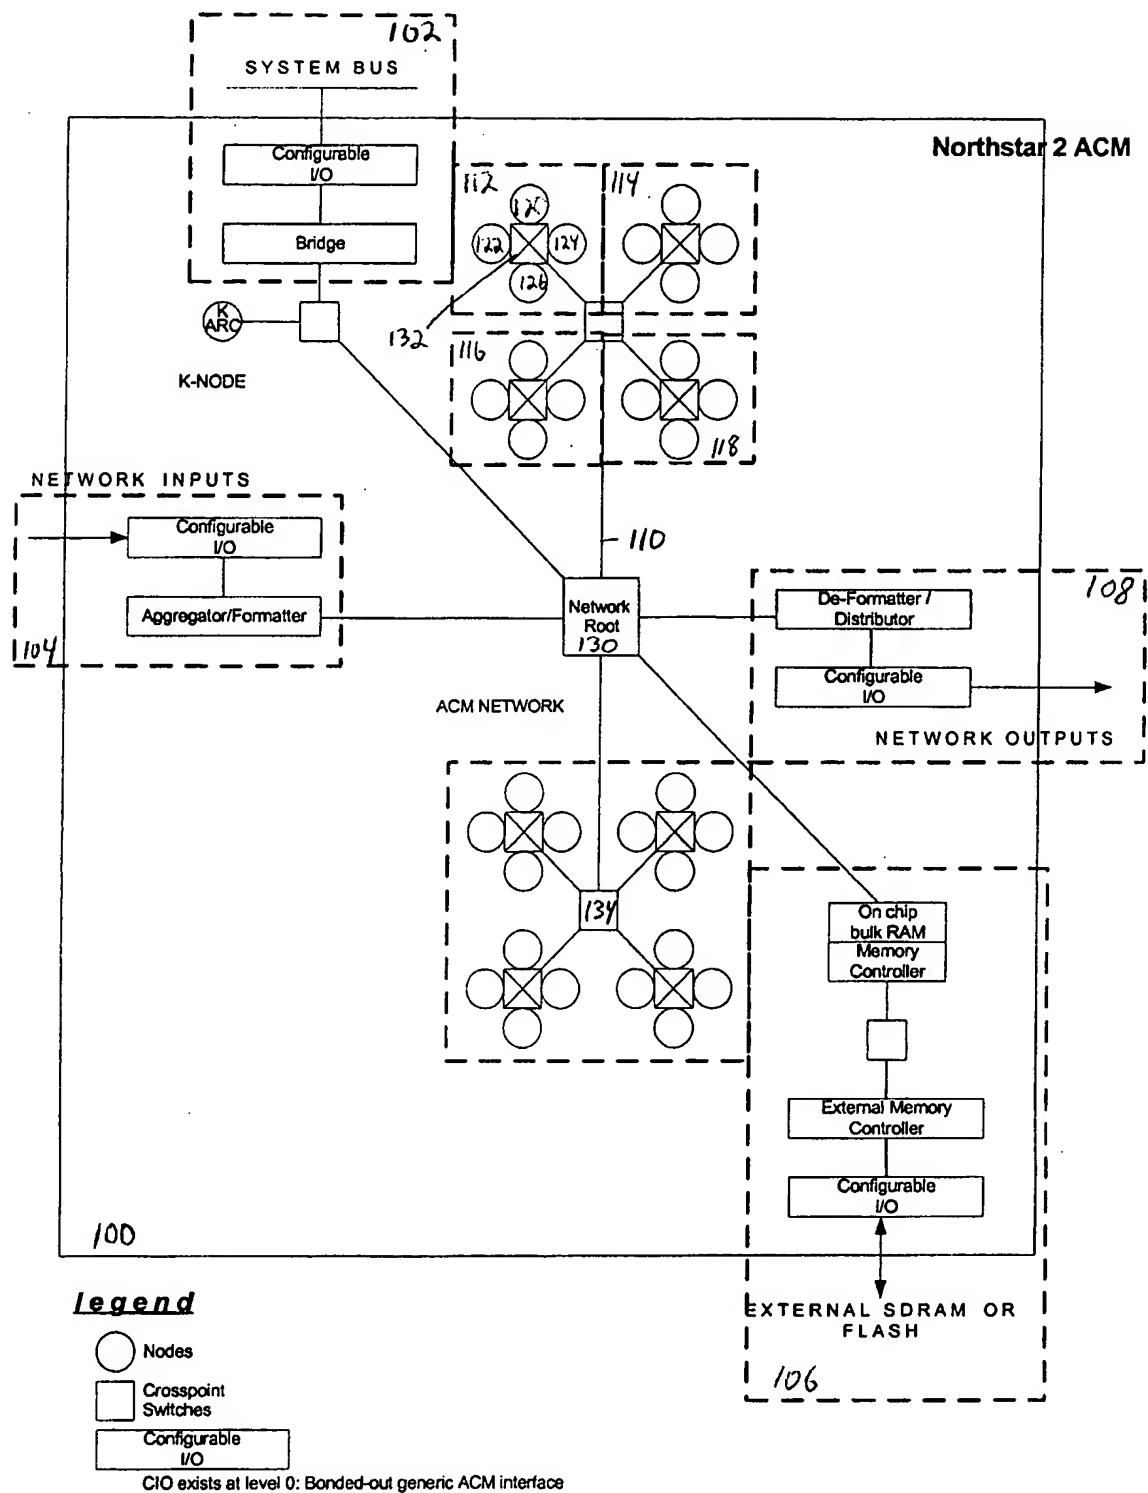 102
SYSTEM BUS
Northstar 2 ACM
Configurable
I/O
112
114
120
122
124
126
Bridge
K
ARC
132
116
K-NODE
118
NETWORK INPUTS
Configurable
I/O
110
108
Network
Root
130
De-Formatter /
Distributor
Aggregator/Formatter
104
Configurable
I/O
ACM NETWORK
NETWORK OUTPUTS
134
On chip
bulk RAM
Memory
Controller
External Memory
Controller
Configurable
I/O
100
legend
EXTERNAL SDRAM OR
FLASH
Nodes
106
Crosspoint
Switches
Configurable
I/O
CIO exists at level 0: Bonded-out generic ACM interface